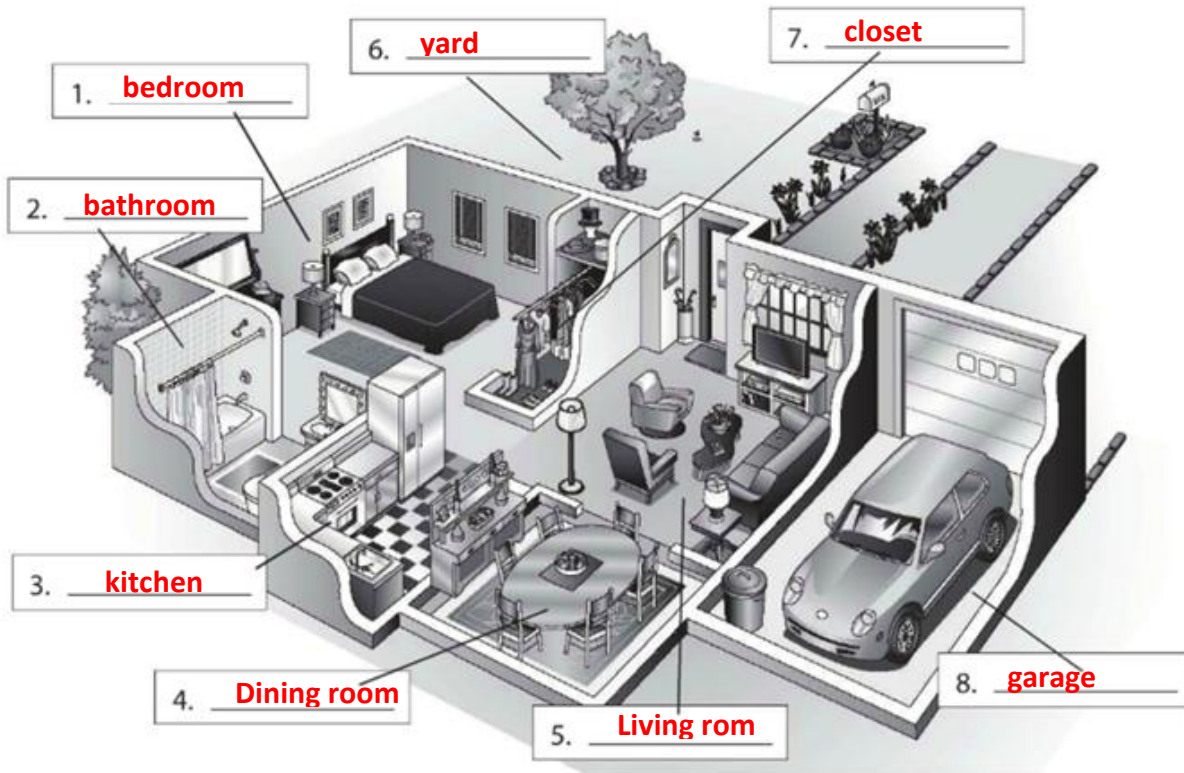 1. bedroom
2. bathroom
3. kitchen
4. Dining room
5. Living rom
6. yard
7. closet
8. garage